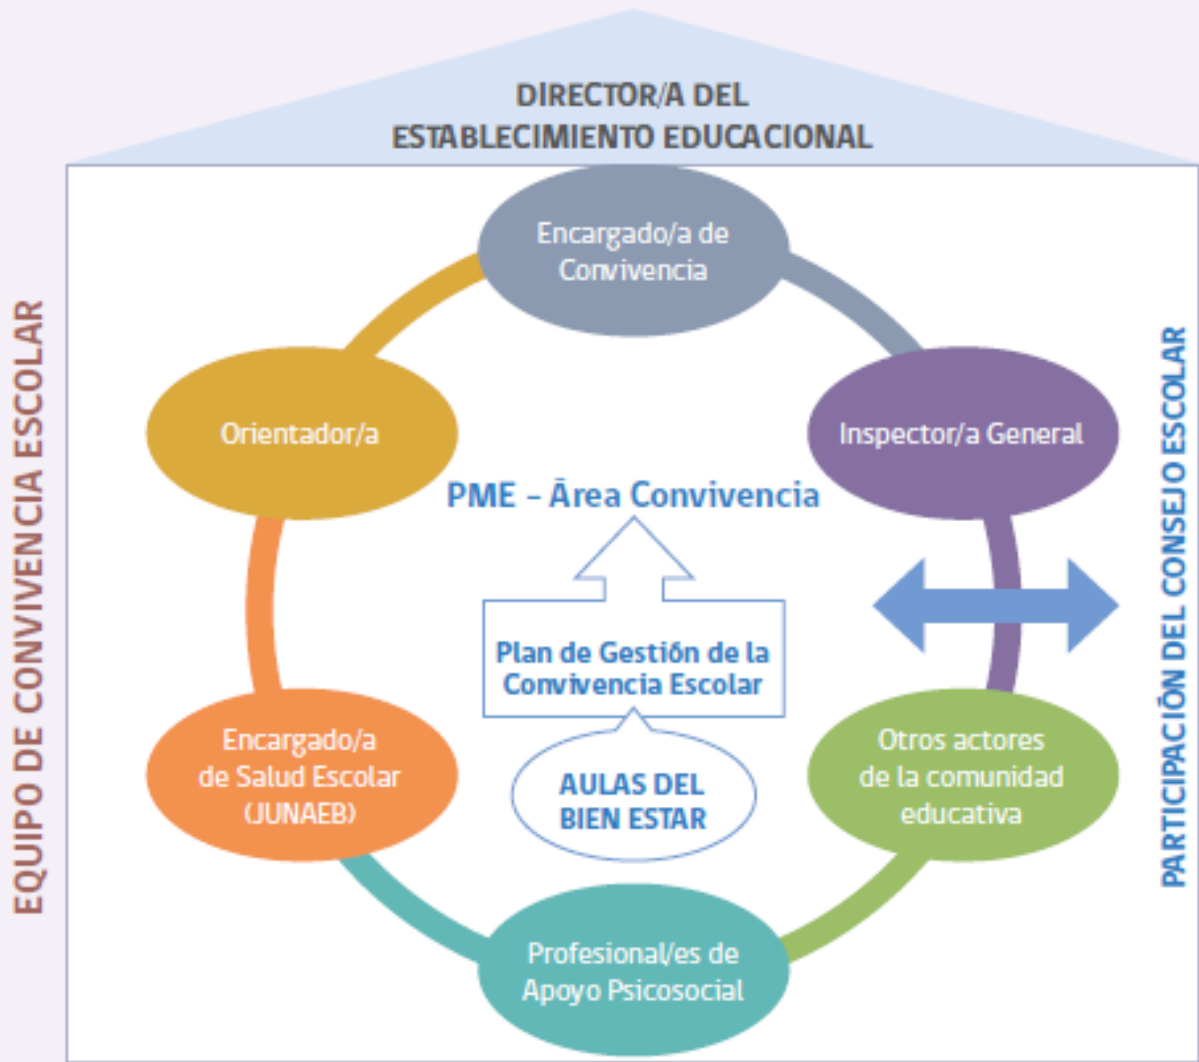 DIRECTOR/A DEL
ESTABLECIMIENTO EDUCACIONAL
EQUIPO DE CONVIVENCIA ESCOLAR
Encargado/a de
Convivencia
Orientador/a
Inspector/a General
PME - Área Convivencia
Plan de Gestión de la
Convivencia Escolar
AULAS DEL
BIEN ESTAR
Encargado/a
de Salud Escolar
(JUNAEB)
Otros actores
de la comunidad
educativa
Profesional/es de
Apoyo Psicosocial
PARTICIPACIÓN DEL CONSEJO ESCOLAR